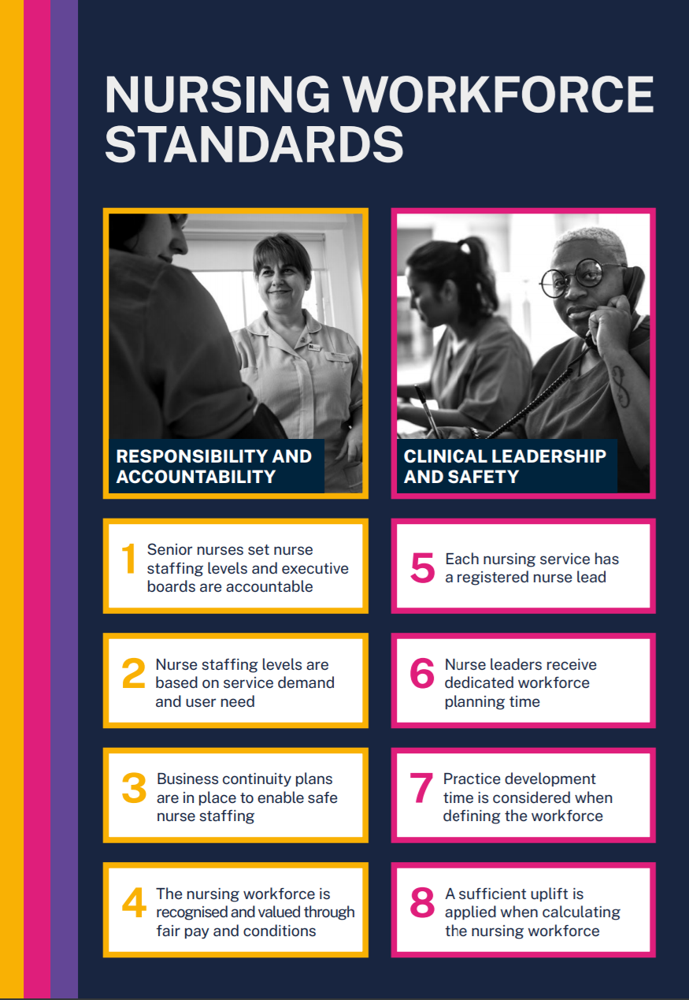 NURSING WORKFORCE
STANDARDS
RESPONSIBILITY AND
ACCOUNTABILITY
1 Senior nurses set nurse
staffing levels and executive
boards are accountable
2 Nurse staffing levels are
based on service demand
and user need
3 Business continuity plans
are in place to enable safe
nurse staffing
4 The nursing workforce is
recognised and valued through
fair pay and conditions
CLINICAL LEADERSHIP
AND SAFETY
5 Each nursing service has
a registered nurse lead
6 Nurse leaders receive
dedicated workforce
planning time
7 Practice development
time is considered when
defining the workforce
8 A sufficient uplift is
applied when calculating
the nursing workforce